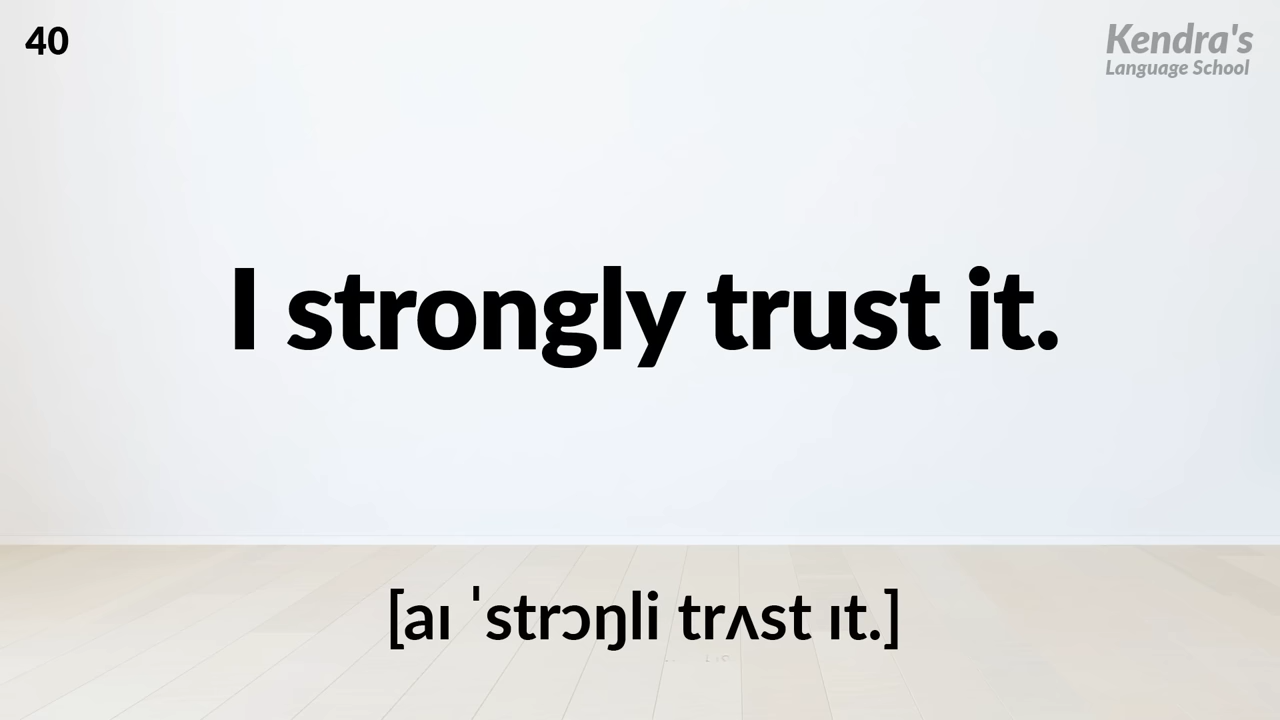 40
Kendra's
Language School
I strongly trust it.
[aɪ ˈstrɔŋli trʌst ɪt.]